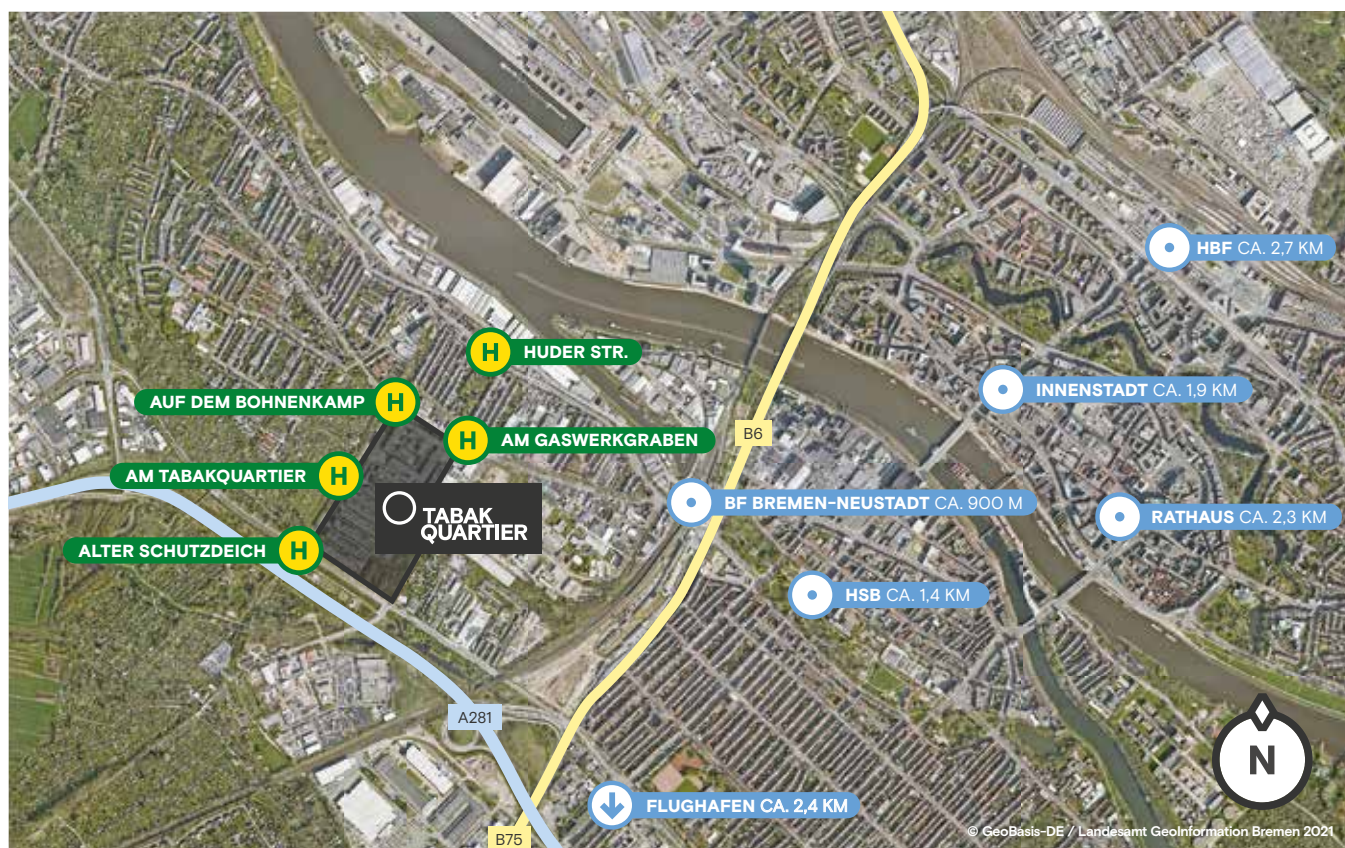 HBF CA. 2,7 KM
H HUDER STR.
INNENSTADT CA. 1,9 KM
AUF DEM BOHNENKAMP H
B6
H AM GASWERKGRABEN
AM TABAKQUARTIER H
BF BREMEN-NEUSTADT CA. 900 M
RATHAUS CA. 2,3 KM
TABAK
QUARTIER
ALTER SCHUTZDEICH H
HSB CA. 1,4 KM
A281
N
FLUGHAFEN CA. 2,4 KM
B75
© GeoBasis-DE / Landesamt GeoInformation Bremen 2021